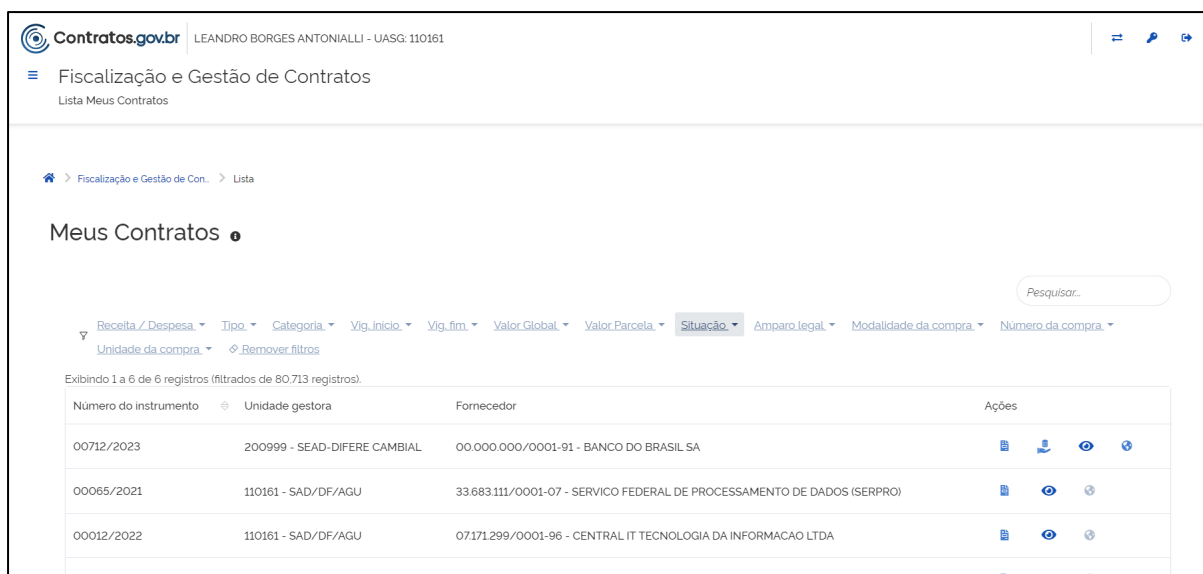 Contratos.gov.br LEANDRO BORGES ANTONIALLI - UASG: 110161
Fiscalização e Gestão de Contratos
Lista Meus Contratos
Fiscalização e Gestão de Con... > Lista
Meus Contratos
Pesquisar...
Receita / Despesa Tipo Categoria Vig. início Vig. fim Valor Global Valor Parcela Situação Amparo legal Modalidade da compra Número da compra
Unidade da compra Remover filtros
Exibindo 1 a 6 de 6 registros (filtrados de 80,713 registros).
Número do instrumento Unidade gestora Fornecedor Ações
00712/2023 200999 - SEAD-DIFERE CAMBIAL 00.000.000/0001-91 - BANCO DO BRASIL SA
00065/2021 110161 - SAD/DF/AGU 33.683.111/0001-07 - SERVICO FEDERAL DE PROCESSAMENTO DE DADOS (SERPRO)
00012/2022 110161 - SAD/DF/AGU 07.171.299/0001-96 - CENTRAL IT TECNOLOGIA DA INFORMACAO LTDA